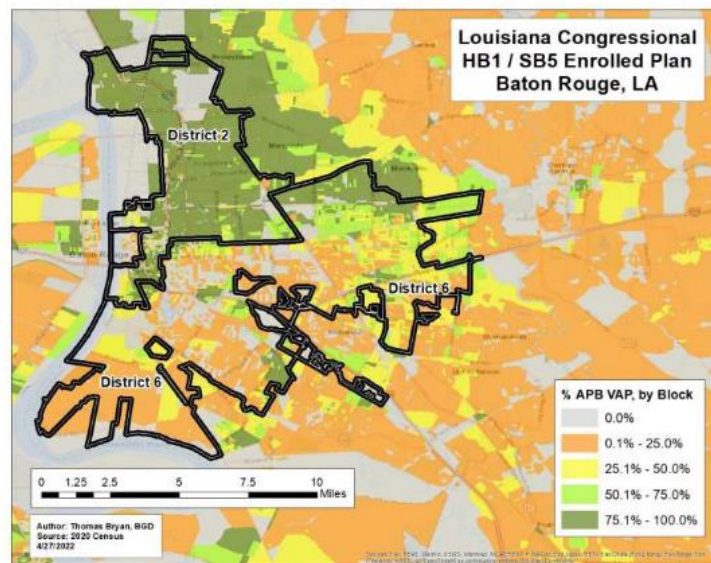 Louisiana Congressional
HB1 / SB5 Enrolled Plan
Baton Rouge, LA
District 2
District 6
District 6
% APB VAP, by Block
0.0%
0.1% - 25.0%
25.1% - 50.0%
50.1% - 75.0%
75.1% - 100.0%
0 1.25 2.5 5 7.5 10
Miles
Author: Thomas Bryan, BGD
Source: 2020 Census
4/27/2022